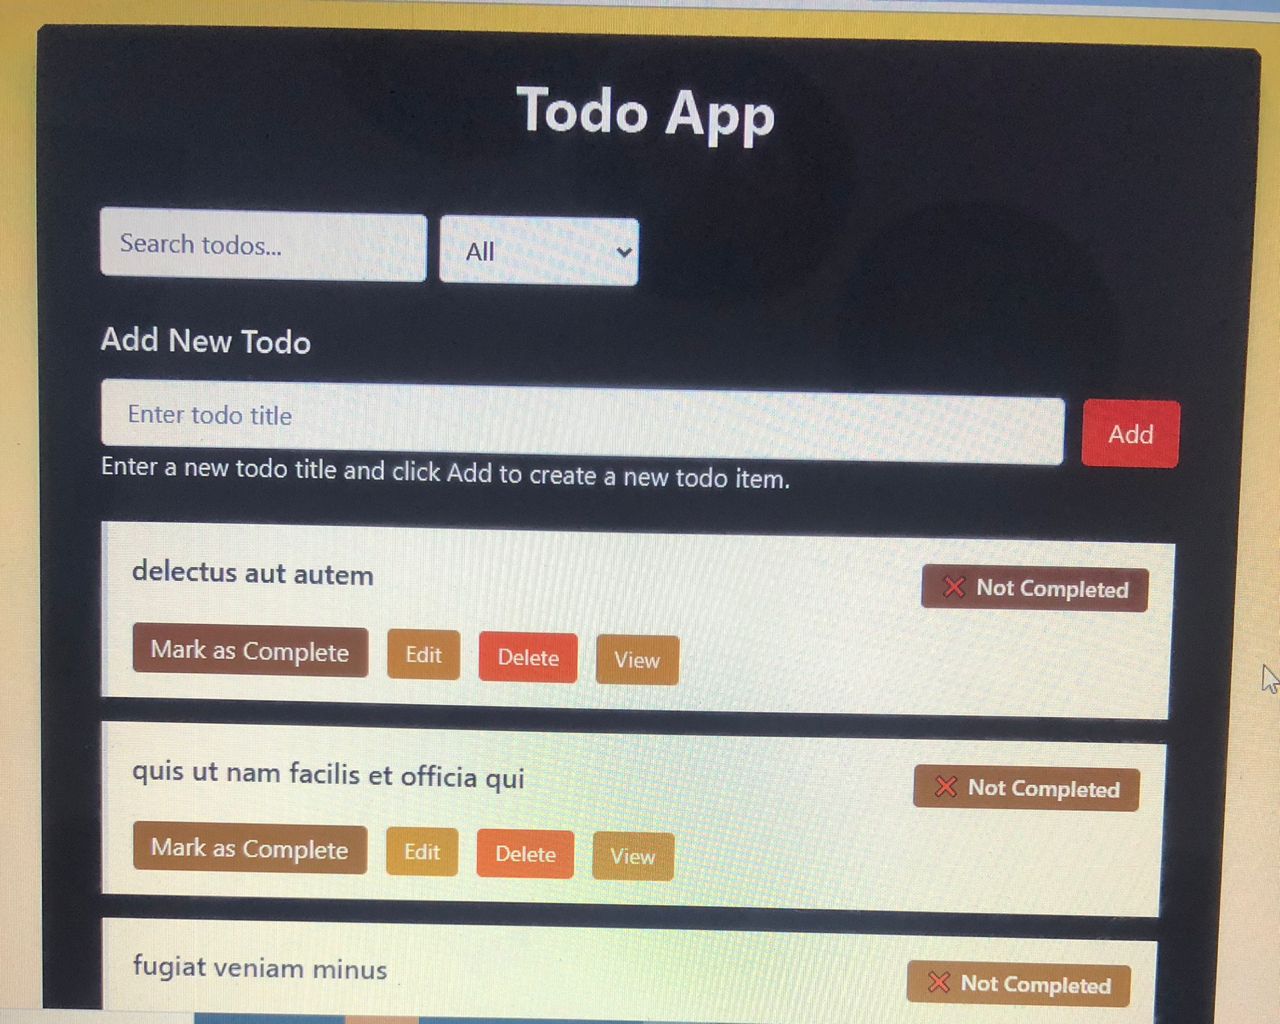 Todo App
Search todos...
All
Add New Todo
Enter todo title
Add
Enter a new todo title and click Add to create a new todo item.
delectus aut autem
❌ Not Completed
Mark as Complete
Edit
Delete
View
quis ut nam facilis et officia qui
❌ Not Completed
Mark as Complete
Edit
Delete
View
fugiat veniam minus
❌ Not Completed